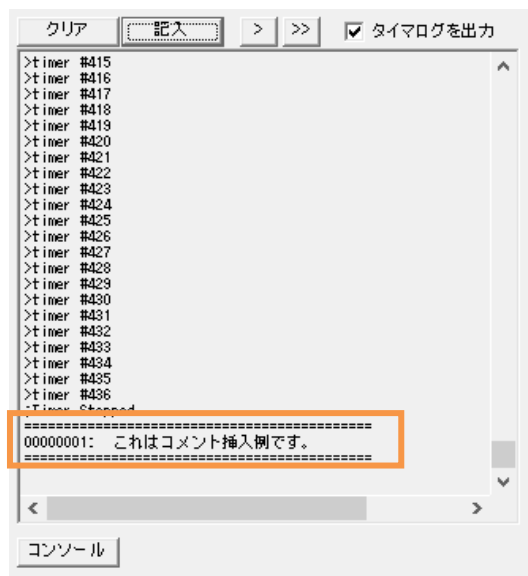 クリア 記入 > >> タイマログを出力
>timer #415
>timer #416
>timer #417
>timer #418
>timer #419
>timer #420
>timer #421
>timer #422
>timer #423
>timer #424
>timer #425
>timer #426
>timer #427
>timer #428
>timer #429
>timer #430
>timer #431
>timer #432
>timer #433
>timer #434
>timer #435
>timer #436
:Timer Stopped
=============================================
00000001: これはコメント挿入例です。
=============================================
コンソール